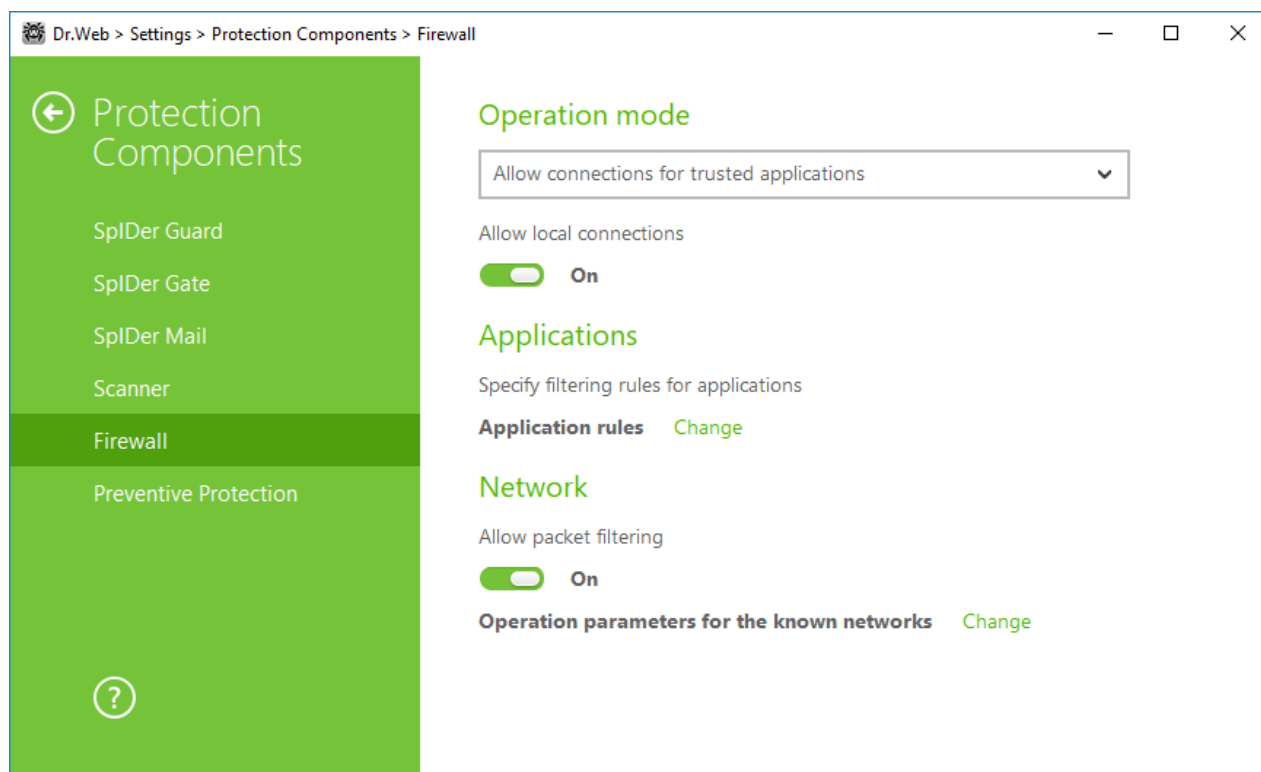 Dr.Web > Settings > Protection Components > Firewall
Protection
Components
SpIDer Guard
SpIDer Gate
SpIDer Mail
Scanner
Firewall
Preventive Protection
?
Operation mode
Allow connections for trusted applications
Allow local connections
On
Applications
Specify filtering rules for applications
Application rules Change
Network
Allow packet filtering
On
Operation parameters for the known networks Change